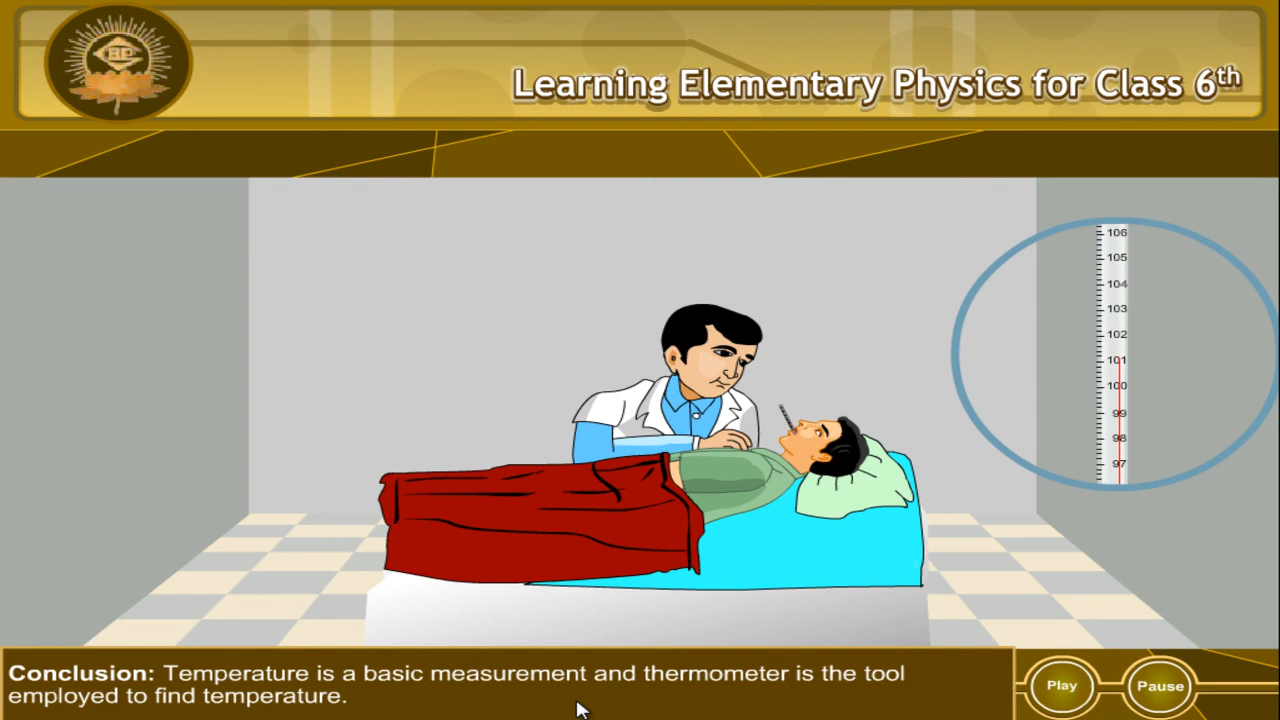 BP
Learning Elementary Physics for Class 6th
106
105
104
103
102
101
100
99
98
97
Conclusion: Temperature is a basic measurement and thermometer is the tool
employed to find temperature.
Play
Pause